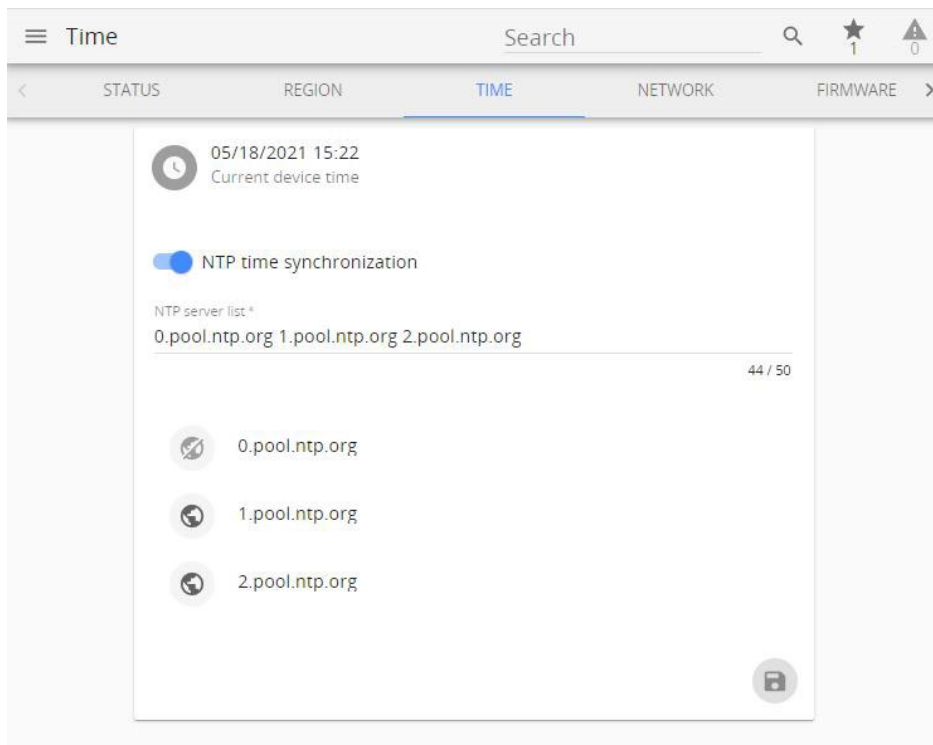 Time
Search
1
0
STATUS REGION TIME NETWORK FIRMWARE
05/18/2021 15:22
Current device time
NTP time synchronization
NTP server list *
0.pool.ntp.org 1.pool.ntp.org 2.pool.ntp.org
44 / 50
0.pool.ntp.org
1.pool.ntp.org
2.pool.ntp.org